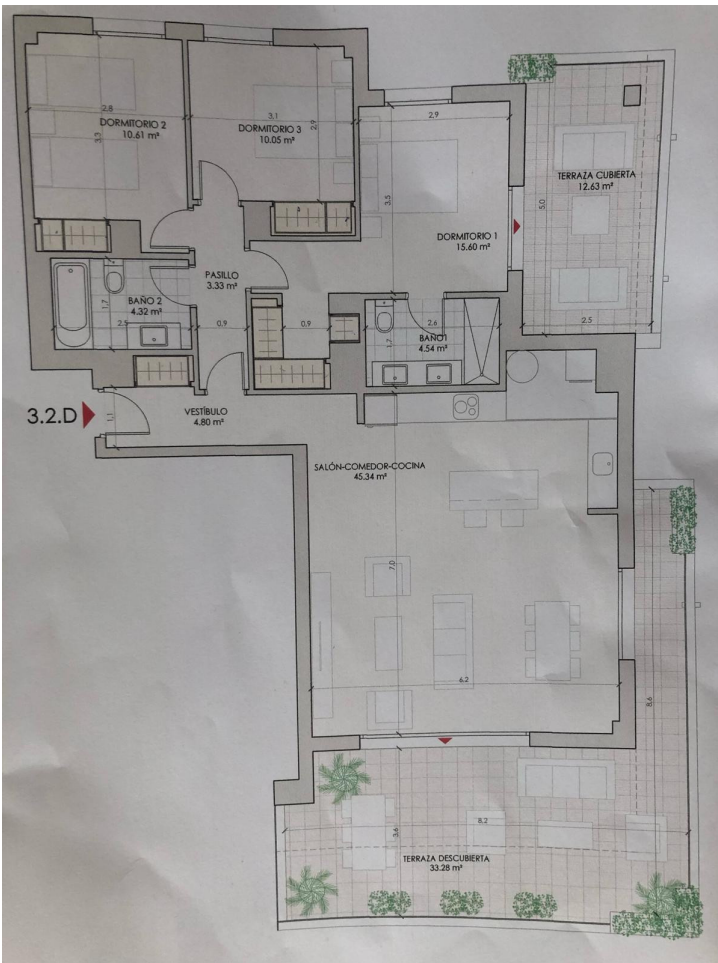 2.8
DORMITORIO 2
10.61 m²
3.3
3.1
DORMITORIO 3
10.05 m²
2.9
2.9
3.5
DORMITORIO 1
15.60 m²
TERRAZA CUBIERTA
12.63 m²
5.0
2.5
PASILLO
3.33 m²
0.9
BAÑO 2
4.32 m²
1.7
2.5
0.9
2.6
BAÑO1
4.54 m²
1.7
3.2.D
1.1
VESTÍBULO
4.80 m²
SALÓN-COMEDOR-COCINA
45.34 m²
7.0
6.2
8.6
8.2
3.6
TERRAZA DESCUBIERTA
33.28 m²